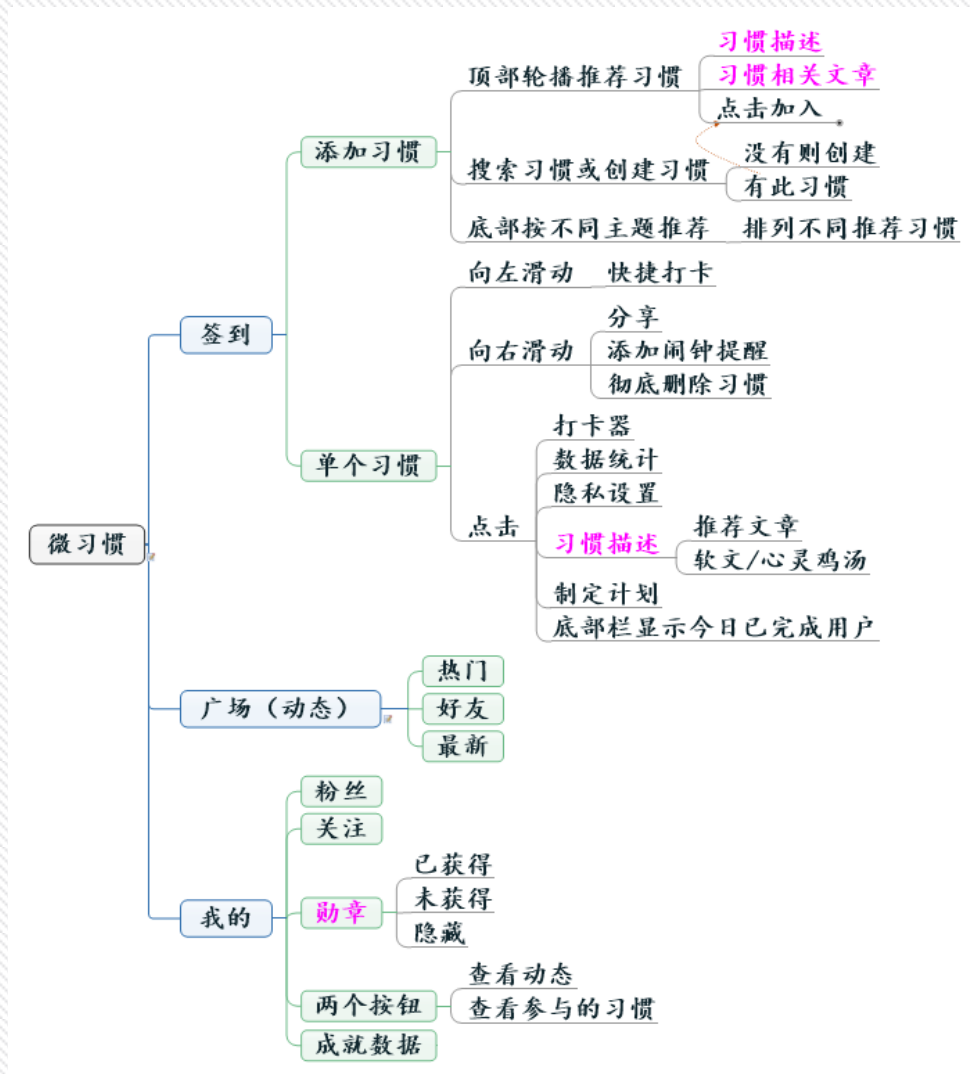 微习惯
签到
添加习惯
顶部轮播推荐习惯
习惯描述
习惯相关文章
点击加入
搜索习惯或创建习惯
没有则创建
有此习惯
底部按不同主题推荐
排列不同推荐习惯
单个习惯
向左滑动
快捷打卡
向右滑动
分享
添加闹钟提醒
彻底删除习惯
点击
打卡器
数据统计
隐私设置
习惯描述
推荐文章
软文/心灵鸡汤
制定计划
底部栏显示今日已完成用户
广场（动态）
热门
好友
最新
我的
粉丝
关注
勋章
已获得
未获得
隐藏
两个按钮
查看动态
查看参与的习惯
成就数据